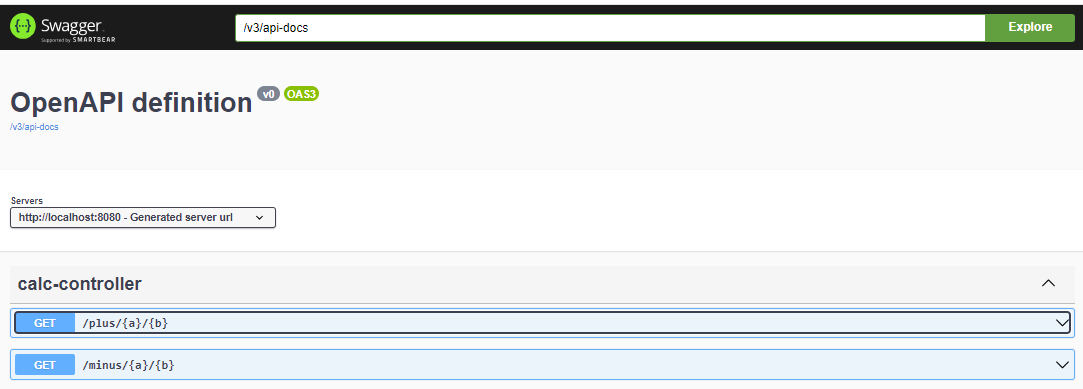 Swagger
Supported by SMARTBEAR
/v3/api-docs
Explore
OpenAPI definition v0 OAS3
/v3/api-docs
Servers
http://localhost:8080 - Generated server url
calc-controller
GET /plus/{a}/{b}
GET /minus/{a}/{b}